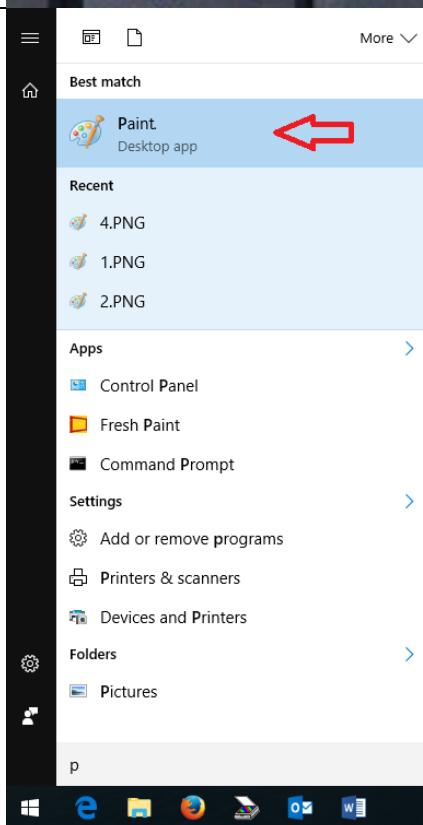 More
Best match
Paint
Desktop app
Recent
4.PNG
1.PNG
2.PNG
Apps
Control Panel
Fresh Paint
Command Prompt
Settings
Add or remove programs
Printers & scanners
Devices and Printers
Folders
Pictures
p